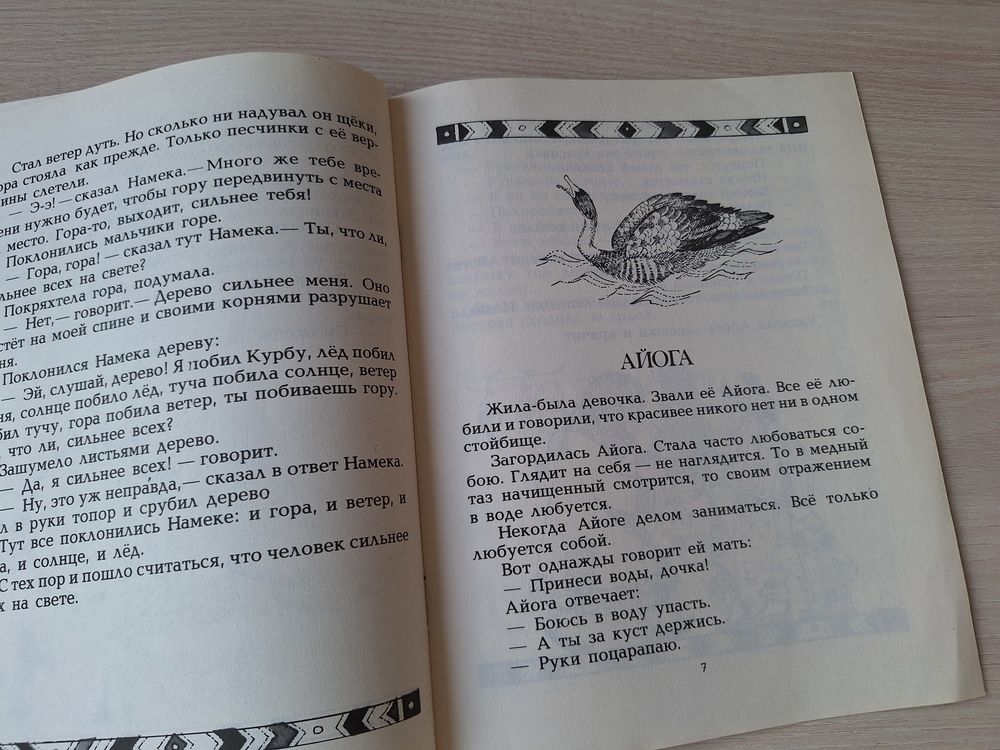 Стал ветер дуть. Но сколько ни надувал он щёки,
ора стояла как прежде. Только песчинки с её вер-
ины слетели.
— Э-э! — сказал Намека. — Много же тебе вре-
ени нужно будет, чтобы гору передвинуть с места
место. Гора-то, выходит, сильнее тебя!
Поклонились мальчики горе.
— Гора, гора! — сказал тут Намека. — Ты, что ли,
льнее всех на свете?
Покряхтела гора, подумала.
— Нет, — говорит. — Дерево сильнее меня. Оно
стёт на моей спине и своими корнями разрушает
ня.
Поклонился Намека дереву:
— Эй, слушай, дерево! Я побил Курбу, лёд побил
ня, солнце побило лёд, туча побила солнце, ветер
бил тучу, гора побила ветер, ты побиваешь гору.
, что ли, сильнее всех?
Зашумело листьями дерево.
— Да, я сильнее всех! — говорит.
— Ну, это уж неправда, — сказал в ответ Намека.
л в руки топор и срубил дерево
Тут все поклонились Намеке: и гора, и ветер, и
а, и солнце, и лёд.
С тех пор и пошло считаться, что человек сильнее
х на свете.
АЙОГА
Жила-была девочка. Звали её Айога. Все её лю-
били и говорили, что красивее никого нет ни в одном
стойбище.
Загордилась Айога. Стала часто любоваться со-
бою. Глядит на себя — не наглядится. То в медный
таз начищенный смотрится, то своим отражением
в воде любуется.
Некогда Айоге делом заниматься. Всё только
любуется собой.
Вот однажды говорит ей мать:
— Принеси воды, дочка!
Айога отвечает:
— Боюсь в воду упасть.
— А ты за куст держись.
— Руки поцарапаю.
7